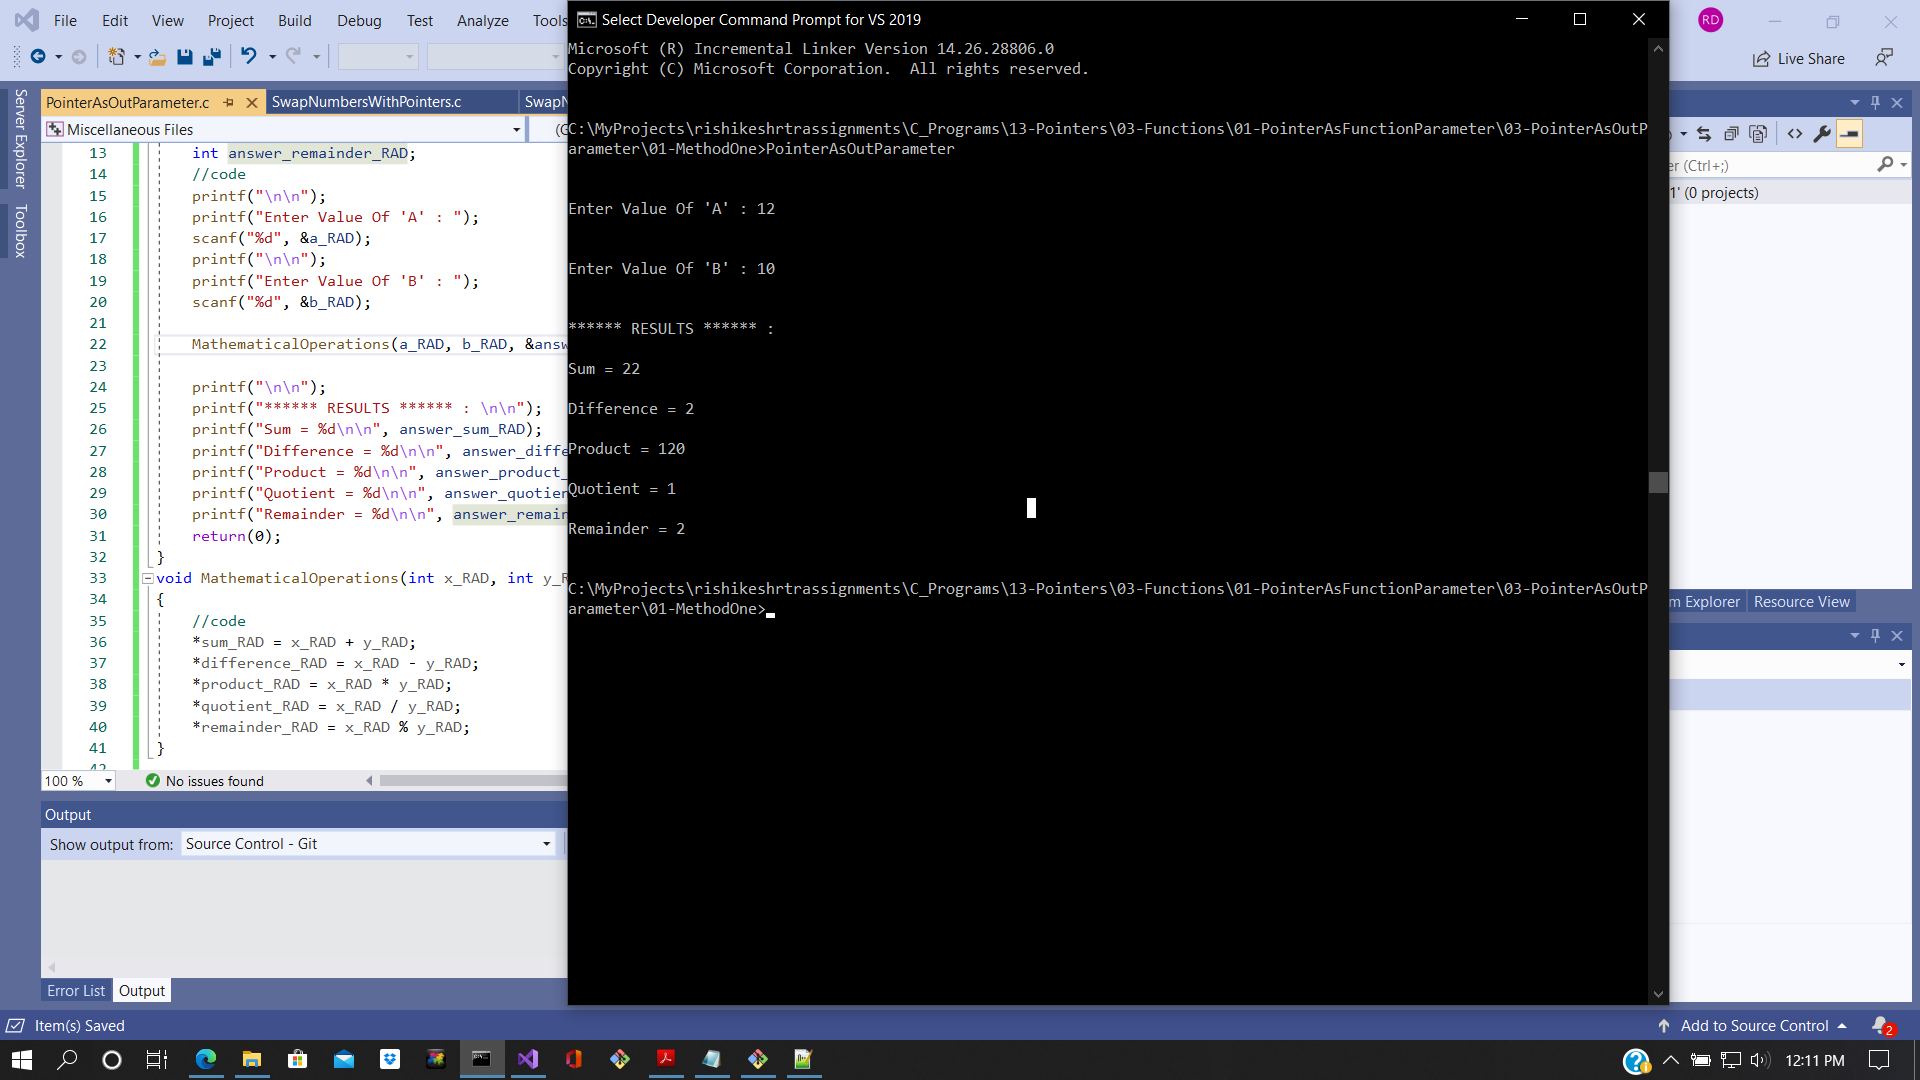 File Edit View Project Build Debug Test Analyze Tools
Select Developer Command Prompt for VS 2019
RD
Live Share
Server Explorer
Toolbox
PointerAsOutParameter.c
SwapNumbersWithPointers.c
Miscellaneous Files
13 int answer_remainder_RAD;
14 //code
15 printf("\n\n");
16 printf("Enter Value Of 'A' : ");
17 scanf("%d", &a_RAD);
18 printf("\n\n");
19 printf("Enter Value Of 'B' : ");
20 scanf("%d", &b_RAD);
21
22 MathematicalOperations(a_RAD, b_RAD, &answ
23
24 printf("\n\n");
25 printf("****** RESULTS ****** : \n\n");
26 printf("Sum = %d\n\n", answer_sum_RAD);
27 printf("Difference = %d\n\n", answer_diffe
28 printf("Product = %d\n\n", answer_product_
29 printf("Quotient = %d\n\n", answer_quotien
30 printf("Remainder = %d\n\n", answer_remain
31 return(0);
32 }
33 void MathematicalOperations(int x_RAD, int y_R
34 {
35 //code
36 *sum_RAD = x_RAD + y_RAD;
37 *difference_RAD = x_RAD - y_RAD;
38 *product_RAD = x_RAD * y_RAD;
39 *quotient_RAD = x_RAD / y_RAD;
40 *remainder_RAD = x_RAD % y_RAD;
41 }
100 % No issues found
Output
Show output from: Source Control - Git
Error List Output
Microsoft (R) Incremental Linker Version 14.26.28806.0
Copyright (C) Microsoft Corporation.  All rights reserved.
C:\MyProjects\rishikeshrtrassignments\C_Programs\13-Pointers\03-Functions\01-PointerAsFunctionParameter\03-PointerAsOutP
arameter\01-MethodOne>PointerAsOutParameter
Enter Value Of 'A' : 12
Enter Value Of 'B' : 10
****** RESULTS ****** :
Sum = 22
Difference = 2
Product = 120
Quotient = 1
Remainder = 2
C:\MyProjects\rishikeshrtrassignments\C_Programs\13-Pointers\03-Functions\01-PointerAsFunctionParameter\03-PointerAsOutP
arameter\01-MethodOne>
er (Ctrl+;)
1' (0 projects)
m Explorer Resource View
Item(s) Saved
Add to Source Control
2
12:11 PM